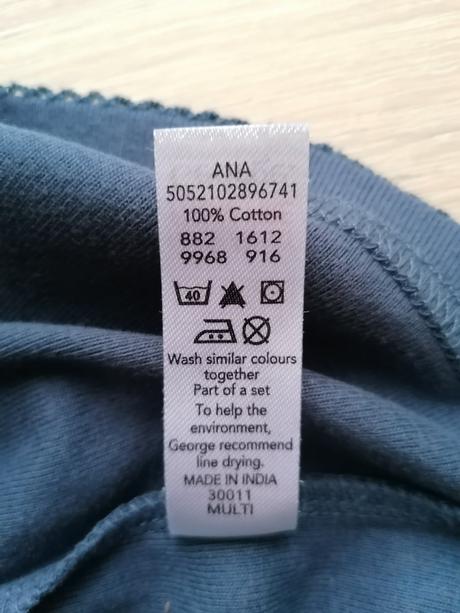 ANA
5052102896741
100% Cotton
882 1612
9968 916
40
Wash similar colours
together
Part of a set
To help the
environment,
George recommend
line drying.
MADE IN INDIA
30011
MULTI